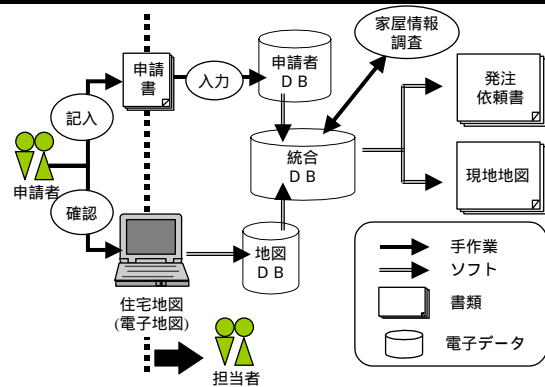 家屋情報
調査
申請
書
入力
申請者
ＤＢ
発注
依頼書
記入
統合
ＤＢ
申請者
現地地図
確認
地図
ＤＢ
手作業
ソフト
書類
電子データ
住宅地図
(電子地図)
担当者